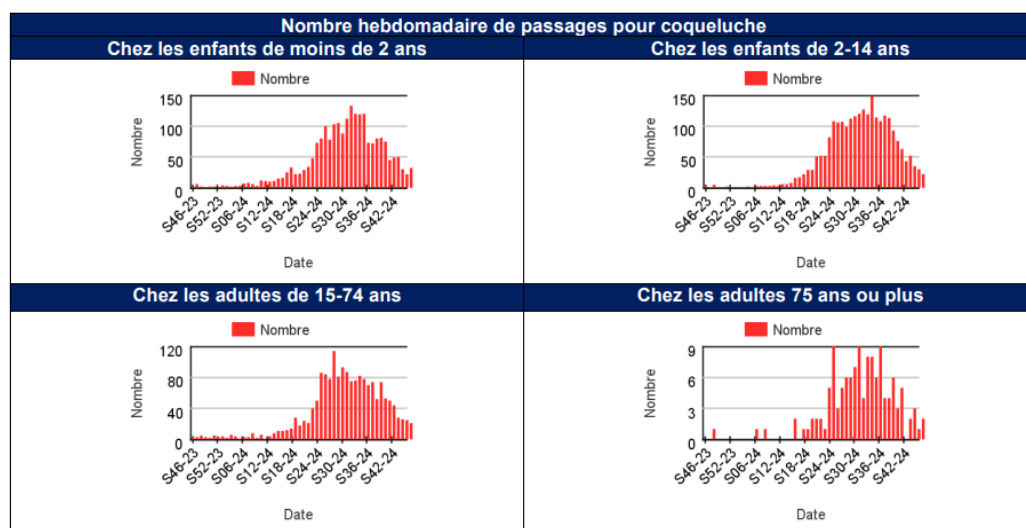 Nombre hebdomadaire de passages pour coqueluche
Chez les enfants de moins de 2 ans
Nombre
150
100
50
0
Nombre
S46-23
S52-23
S06-24
S12-24
S18-24
S24-24
S30-24
S36-24
S42-24
Date
Chez les enfants de 2-14 ans
Nombre
150
100
50
0
Nombre
S46-23
S52-23
S06-24
S12-24
S18-24
S24-24
S30-24
S36-24
S42-24
Date
Chez les adultes de 15-74 ans
Nombre
120
80
40
0
Nombre
S46-23
S52-23
S06-24
S12-24
S18-24
S24-24
S30-24
S36-24
S42-24
Date
Chez les adultes 75 ans ou plus
Nombre
9
6
3
0
Nombre
S46-23
S52-23
S06-24
S12-24
S18-24
S24-24
S30-24
S36-24
S42-24
Date